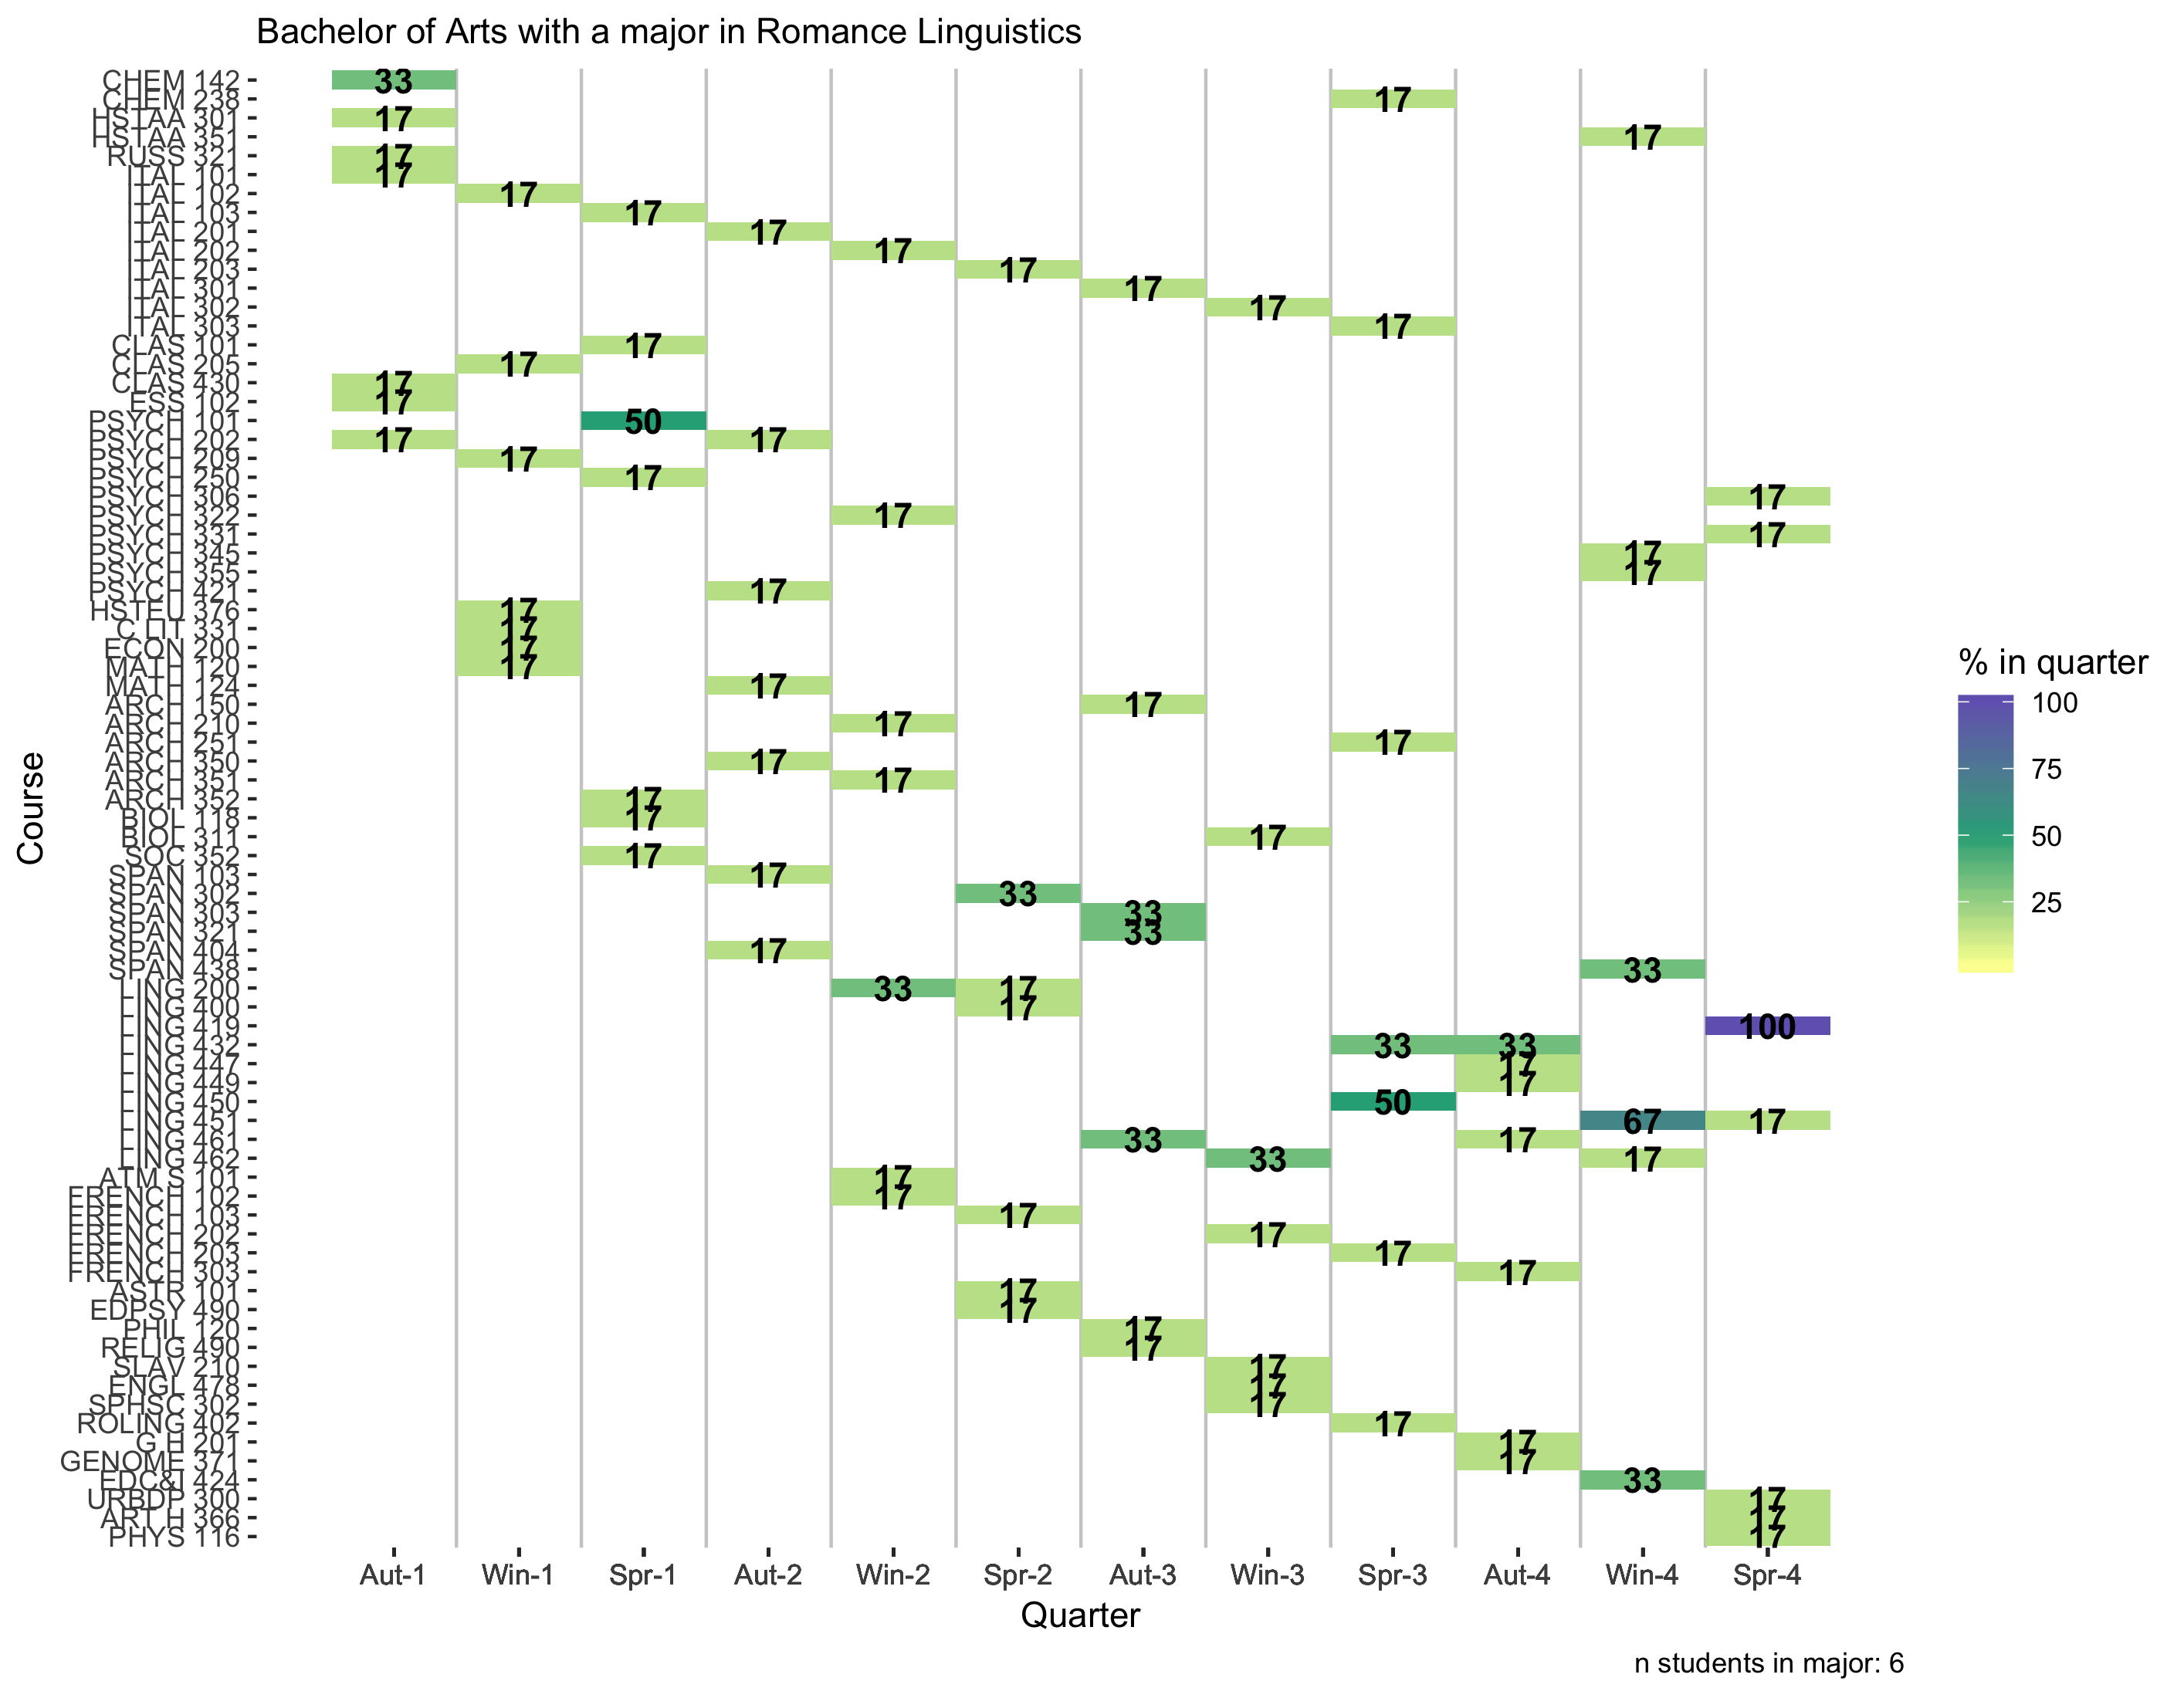 Bachelor of Arts with a major in Romance Linguistics
CHEM 142 33
CHEM 238 17
HSTAA 301 17
HSTAA 351 17
RUSS 321 17
ITAL 101 17
ITAL 102 17
ITAL 103 17
ITAL 201 17
ITAL 202 17
ITAL 203 17
ITAL 301 17
ITAL 302 17
ITAL 303 17
CLAS 101 17
CLAS 205 17
CLAS 430 17
ESS 102 17
PSYCH 101 50
PSYCH 202 17 17
PSYCH 209 17
PSYCH 250 17
PSYCH 306 17
PSYCH 322 17
PSYCH 331 17
PSYCH 345 17
PSYCH 355 17
PSYCH 421 17
HSTEU 376 17
C LIT 331 17
ECON 200 17
MATH 120 17
MATH 124 17
ARCH 150 17
ARCH 210 17
ARCH 251 17
ARCH 350 17
ARCH 351 17
ARCH 352 17
BIOL 118 17
BIOL 311 17
SOC 352 17
SPAN 103 17
SPAN 302 33
SPAN 303 33
SPAN 321 33
SPAN 404 17
SPAN 438 33
LING 200 33 17
LING 400 17
LING 419 100
LING 432 33 33
LING 447 17
LING 449 17
LING 450 50
LING 451 67 17
LING 461 33 17
LING 462 33 17
ATM S 101 17
FRENCH 102 17
FRENCH 103 17
FRENCH 202 17
FRENCH 203 17
FRENCH 303 17
ASTR 101 17
EDPSY 490 17
PHIL 120 17
RELIG 490 17
SLAV 210 17
ENGL 478 17
SPHSC 302 17
ROLING 402 17
G H 201 17
GENOME 371 17
EDC&I 424 33
URBDP 300 17
ART H 366 17
PHYS 116 17
Course
Aut-1 Win-1 Spr-1 Aut-2 Win-2 Spr-2 Aut-3 Win-3 Spr-3 Aut-4 Win-4 Spr-4
Quarter
% in quarter
100
75
50
25
n students in major: 6